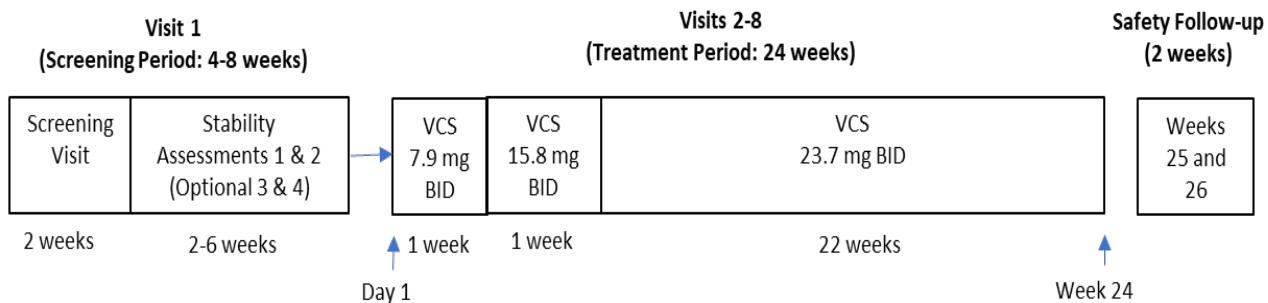 Visit 1
(Screening Period: 4-8 weeks)
Visits 2-8
(Treatment Period: 24 weeks)
Safety Follow-up
(2 weeks)
Screening
Visit
Stability
Assessments 1 & 2
(Optional 3 & 4)
VCS
7.9 mg
BID
VCS
15.8 mg
BID
VCS
23.7 mg BID
Weeks
25 and
26
2 weeks
2-6 weeks
1 week
1 week
22 weeks
Day 1
Week 24